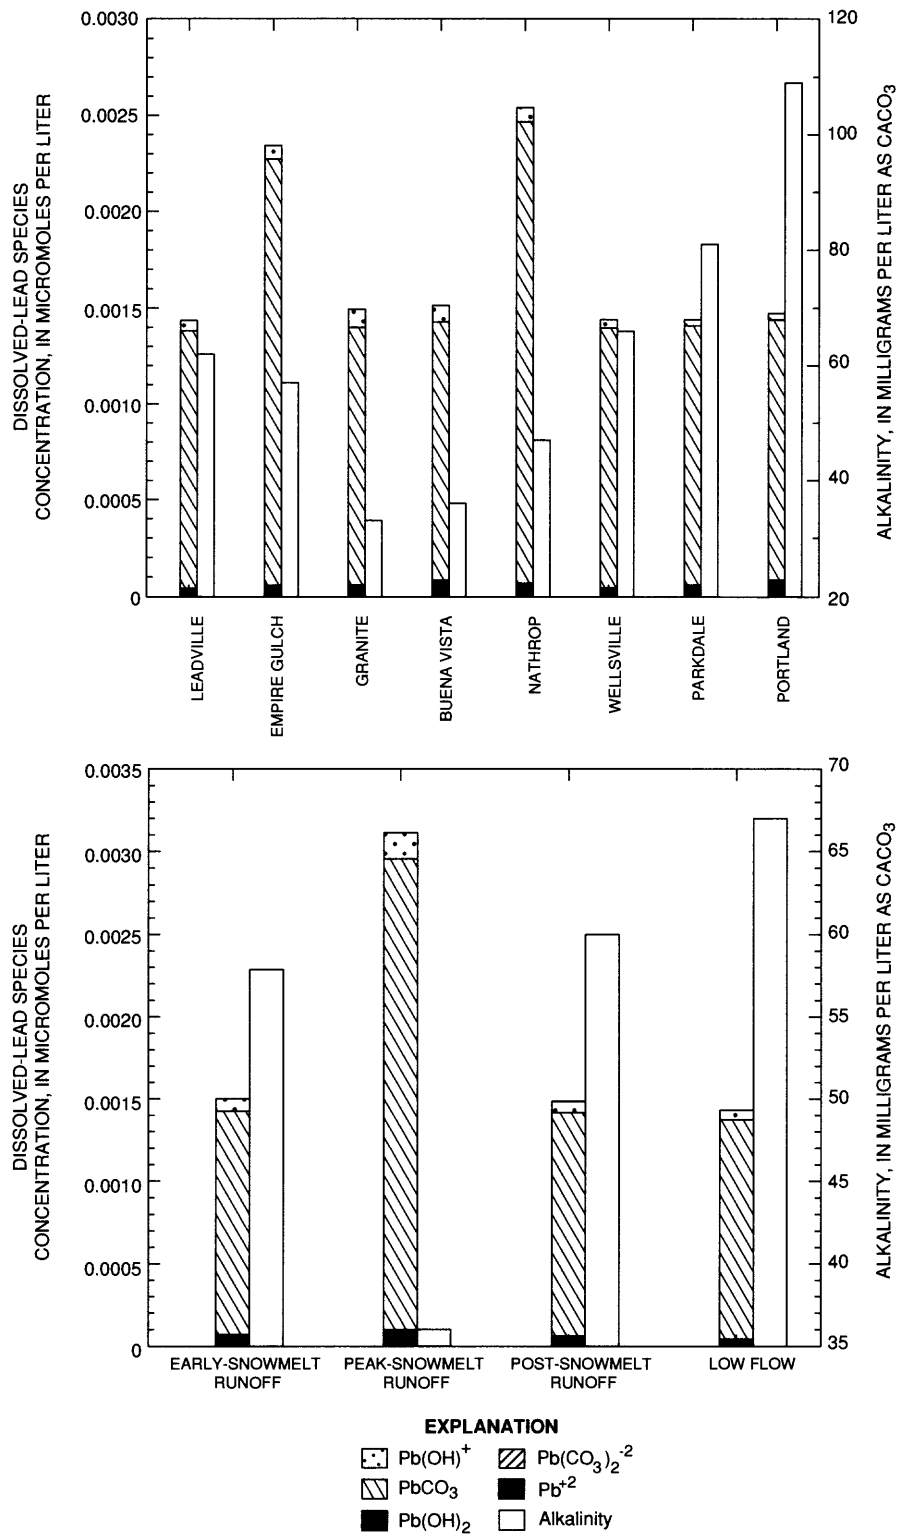 0.0030
0.0025
0.0020
0.0015
0.0010
0.0005
0
DISSOLVED-LEAD SPECIES
CONCENTRATION, IN MICROMOLES PER LITER
120
100
80
60
40
20
ALKALINITY, IN MILLIGRAMS PER LITER AS CACO3
LEADVILLE
EMPIRE GULCH
GRANITE
BUENA VISTA
NATHROP
WELLSVILLE
PARKDALE
PORTLAND
0.0035
0.0030
0.0025
0.0020
0.0015
0.0010
0.0005
0
DISSOLVED-LEAD SPECIES
CONCENTRATION, IN MICROMOLES PER LITER
70
65
60
55
50
45
40
35
ALKALINITY, IN MILLIGRAMS PER LITER AS CACO3
EARLY-SNOWMELT
RUNOFF
PEAK-SNOWMELT
RUNOFF
POST-SNOWMELT
RUNOFF
LOW FLOW
EXPLANATION
Pb(OH)+
Pb(CO3)2-2
PbCO3
Pb+2
Pb(OH)2
Alkalinity